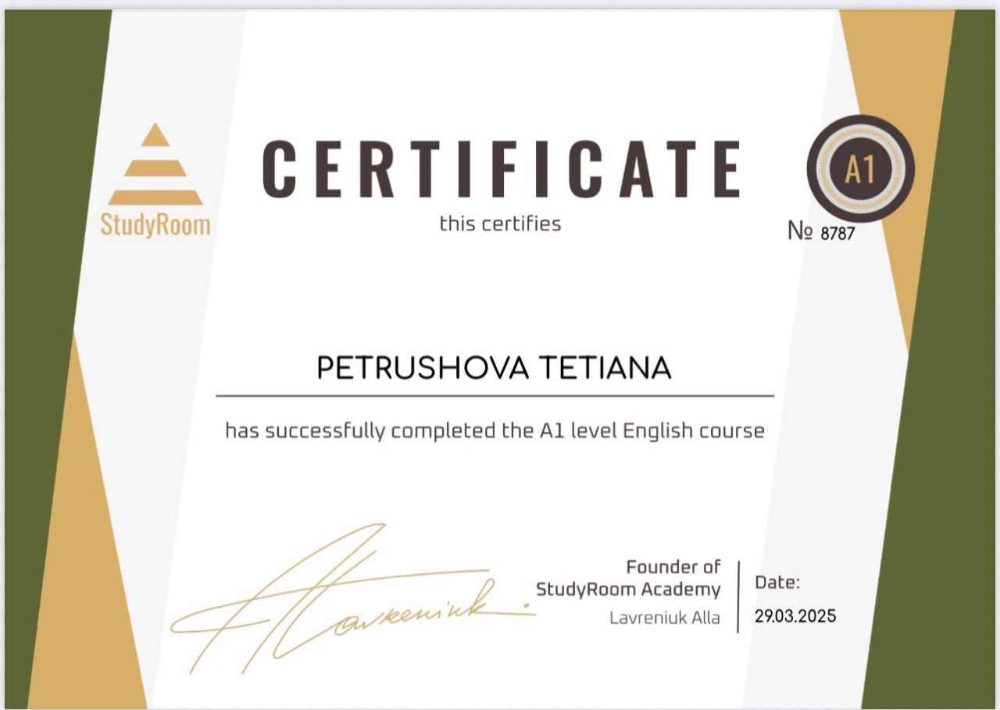 StudyRoom
CERTIFICATE
this certifies
A1
№ 8787
PETRUSHOVA TETIANA
has successfully completed the A1 level English course
Lavreniuk
Founder of
StudyRoom Academy
Lavreniuk Alla
Date:
29.03.2025